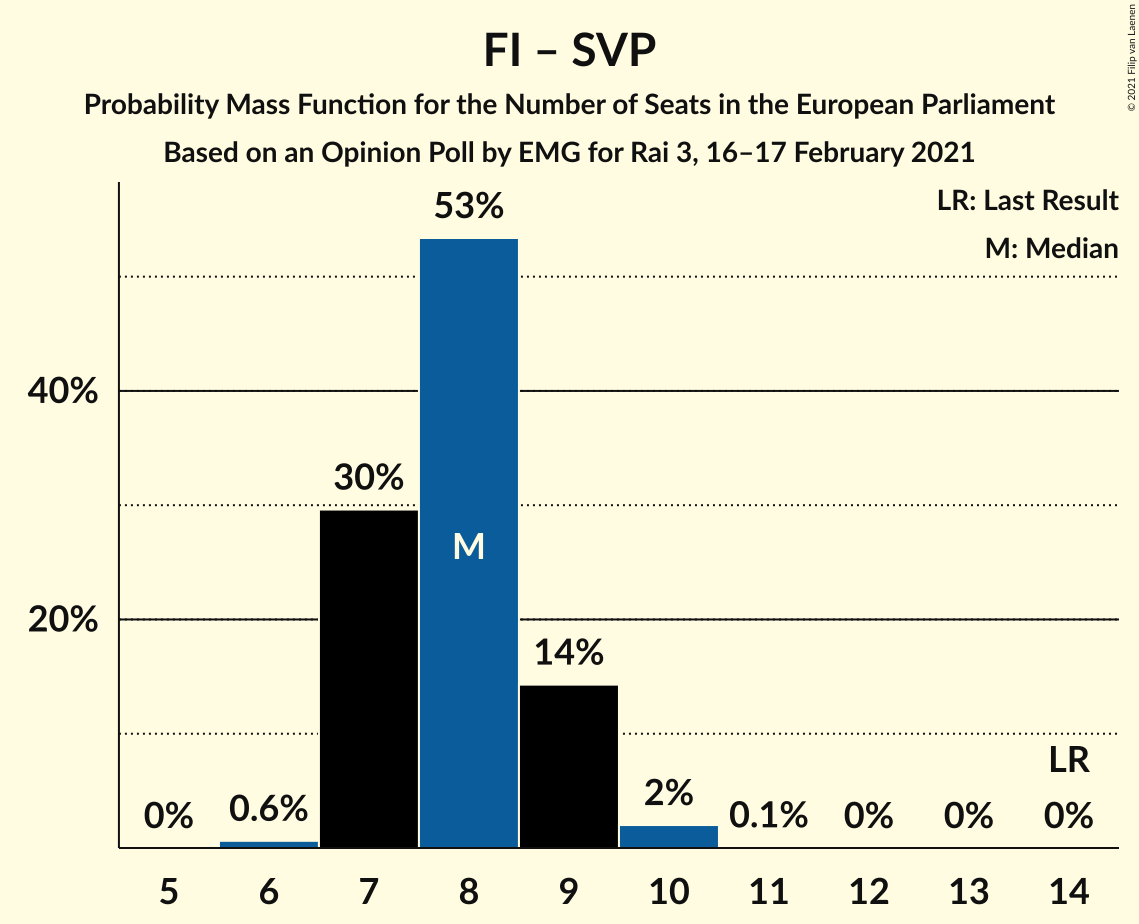 FI – SVP
Probability Mass Function for the Number of Seats in the European Parliament
Based on an Opinion Poll by EMG for Rai 3, 16–17 February 2021
© 2021 Filip van Laenen
LR: Last Result
M: Median
53%
40%
30%
M
20%
14%
LR
0% 0.6% 2% 0.1% 0% 0% 0%
5 6 7 8 9 10 11 12 13 14